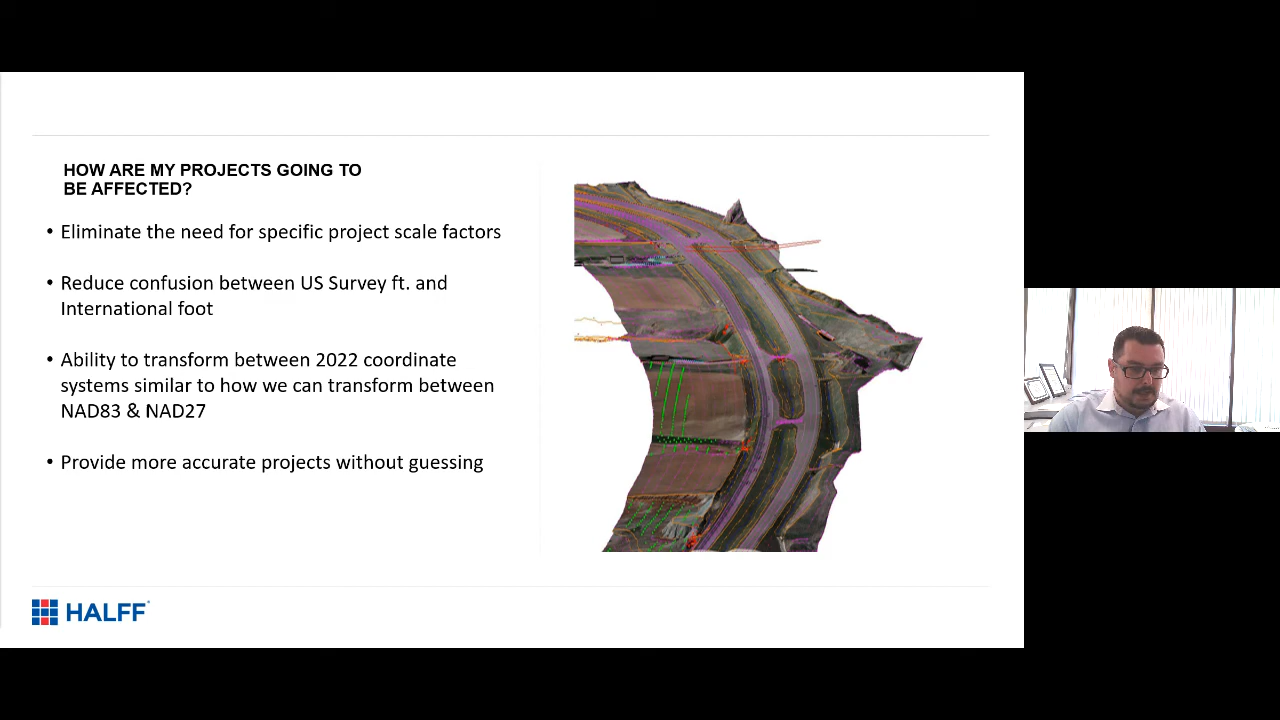 HOW ARE MY PROJECTS GOING TO
BE AFFECTED?
• Eliminate the need for specific project scale factors
• Reduce confusion between US Survey ft. and
International foot
• Ability to transform between 2022 coordinate
systems similar to how we can transform between
NAD83 & NAD27
• Provide more accurate projects without guessing
HALFF